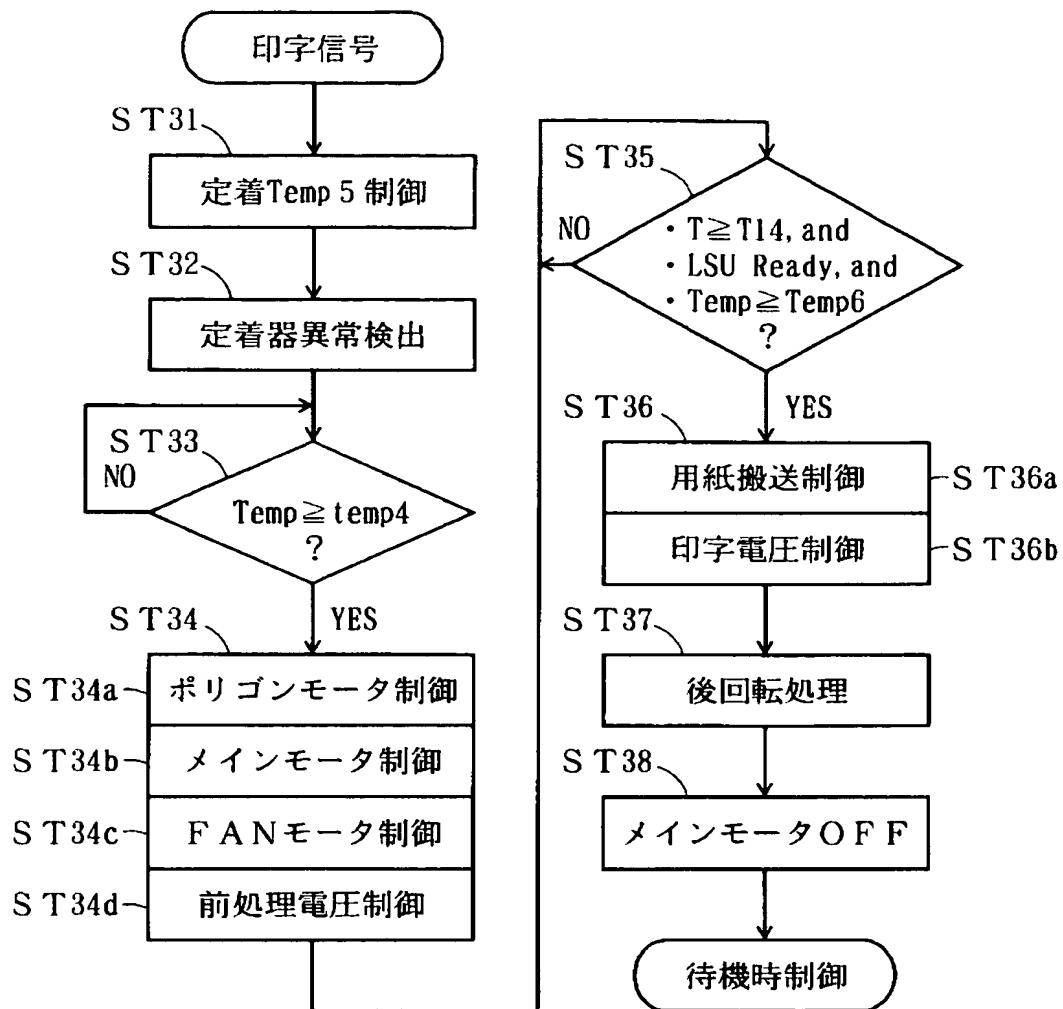 印字信号
ST31
定着Temp5制御
ST32
定着器異常検出
ST33
NO
Temp≧temp4
?
ST34
YES
ST34a
ポリゴンモータ制御
ST34b
メインモータ制御
ST34c
FANモータ制御
ST34d
前処理電圧制御
ST35
NO
・T≧T14, and
・LSU Ready, and
・Temp≧Temp6
?
ST36
YES
用紙搬送制御
ST36a
印字電圧制御
ST36b
ST37
後回転処理
ST38
メインモータOFF
待機時制御